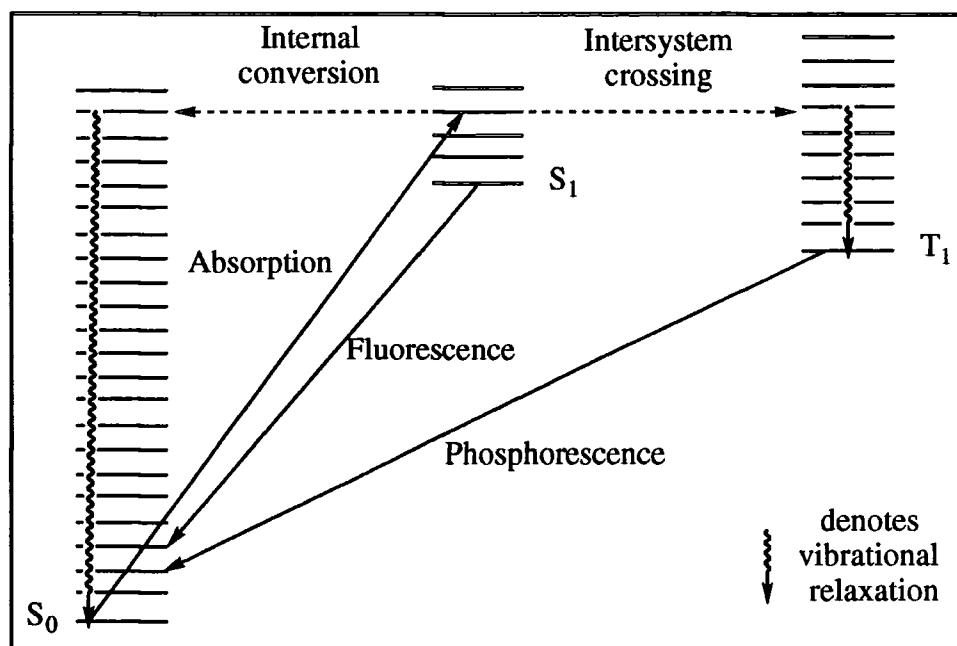 Internal
conversion
Intersystem
crossing
S₁
T₁
Absorption
Fluorescence
Phosphorescence
denotes
vibrational
relaxation
S₀